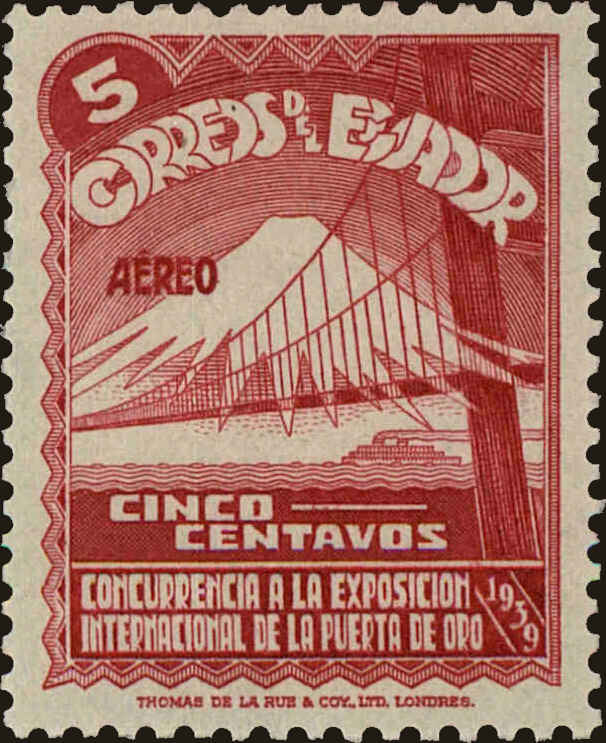 5
CORREOS DEL ECUADOR
AÉREO
CINCO
CENTAVOS
CONCURRENCIA A LA EXPOSICION
INTERNACIONAL DE LA PUERTA DE ORO
1939
THOMAS DE LA RUE & COY., LTD. LONDRES.